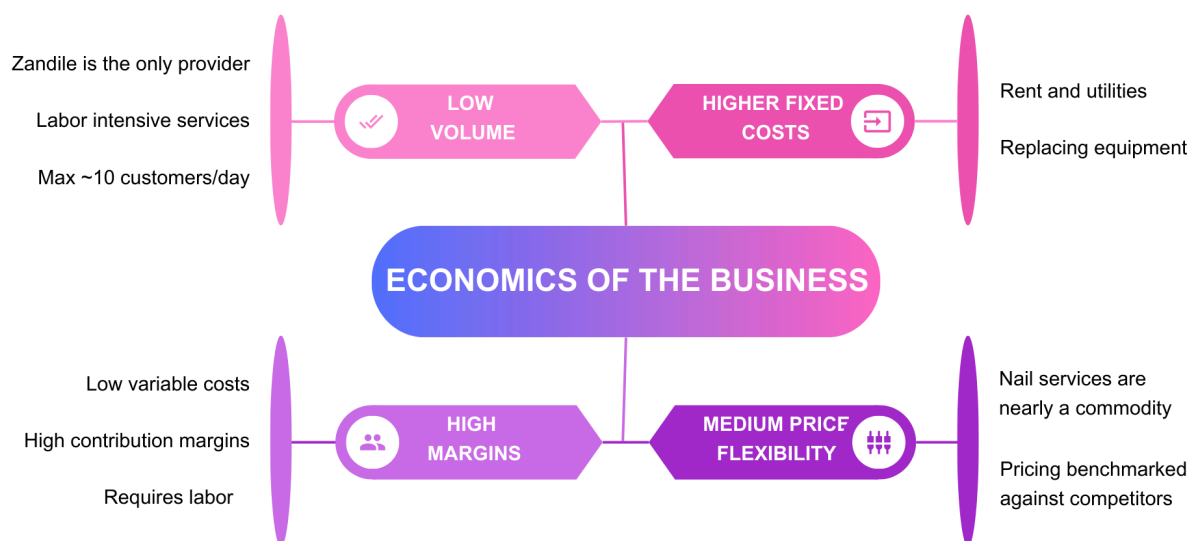 Zandile is the only provider
Labor intensive services
Max ~10 customers/day
LOW
VOLUME
HIGHER FIXED
COSTS
Rent and utilities
Replacing equipment
ECONOMICS OF THE BUSINESS
Low variable costs
High contribution margins
Requires labor
HIGH
MARGINS
MEDIUM PRICE
FLEXIBILITY
Nail services are
nearly a commodity
Pricing benchmarked
against competitors